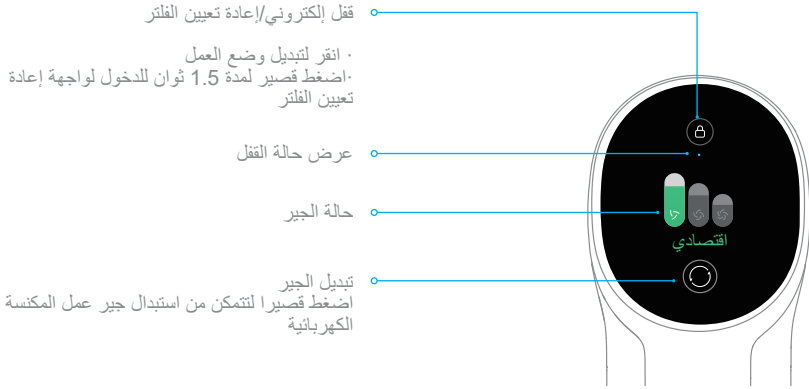 قفل إلكتروني/إعادة تعيين الفلتر
· انقر لتبديل وضع العمل
·اضغط قصير لمدة 1.5 ثوان للدخول لواجهة إعادة
تعيين الفلتر
عرض حالة القفل
حالة الجير
اقتصادي
تبديل الجير
اضغط قصيرا لتتمكن من استبدال جير عمل المكنسة
الكهربائية